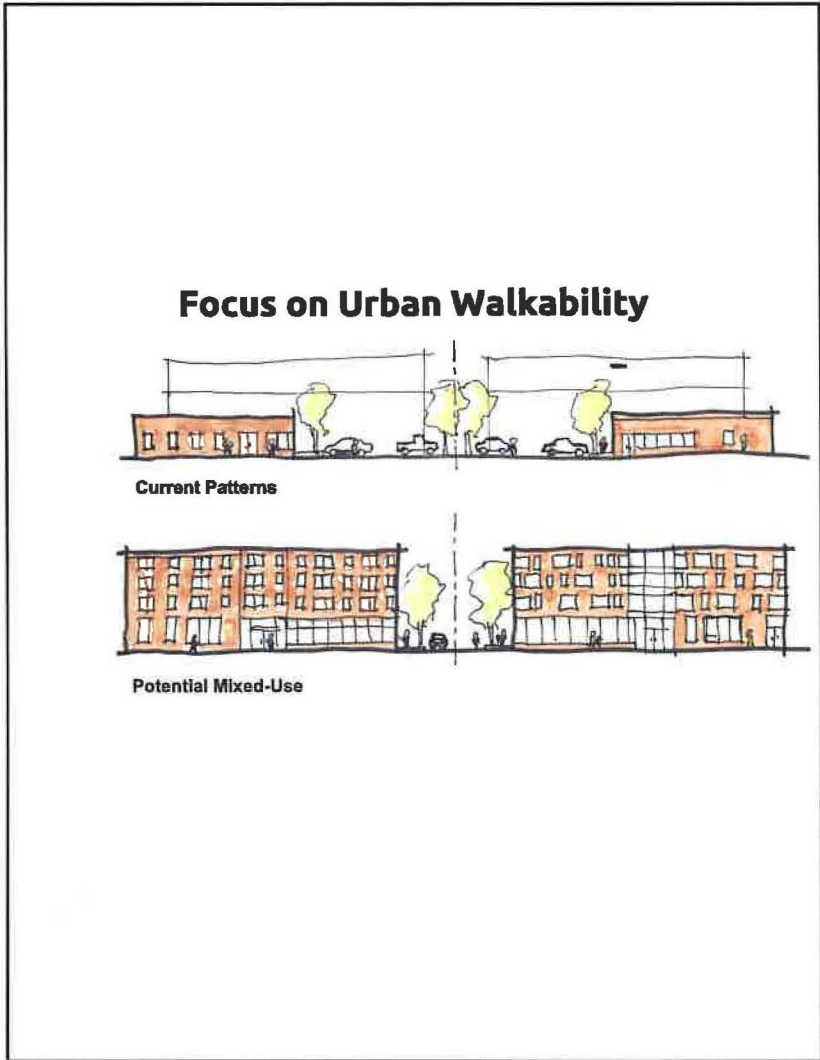 Focus on Urban Walkability
Current Patterns
Potential Mixed-Use